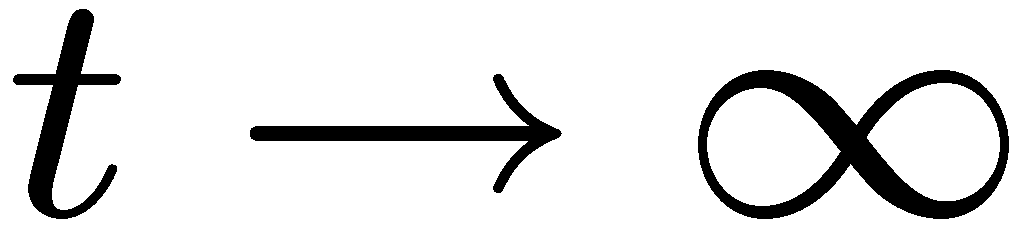 t → ∞